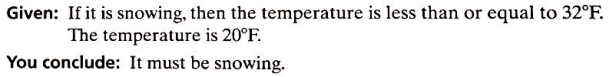 Given: If it is snowing, then the temperature is less than or equal to 32°F.
The temperature is 20°F.
You conclude: It must be snowing.